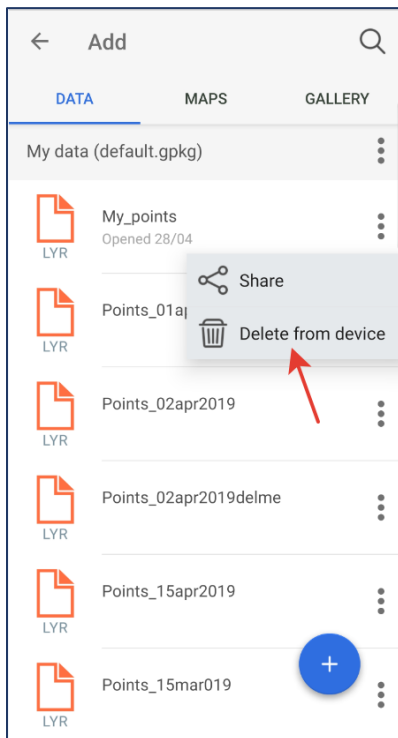 Add
DATA MAPS GALLERY
My data (default.gpkg)
My_points
Opened 28/04
LYR
Share
Points_01ap
LYR
Delete from device
Points_02apr2019
LYR
Points_02apr2019delme
LYR
Points_15apr2019
LYR
Points_15mar019
LYR